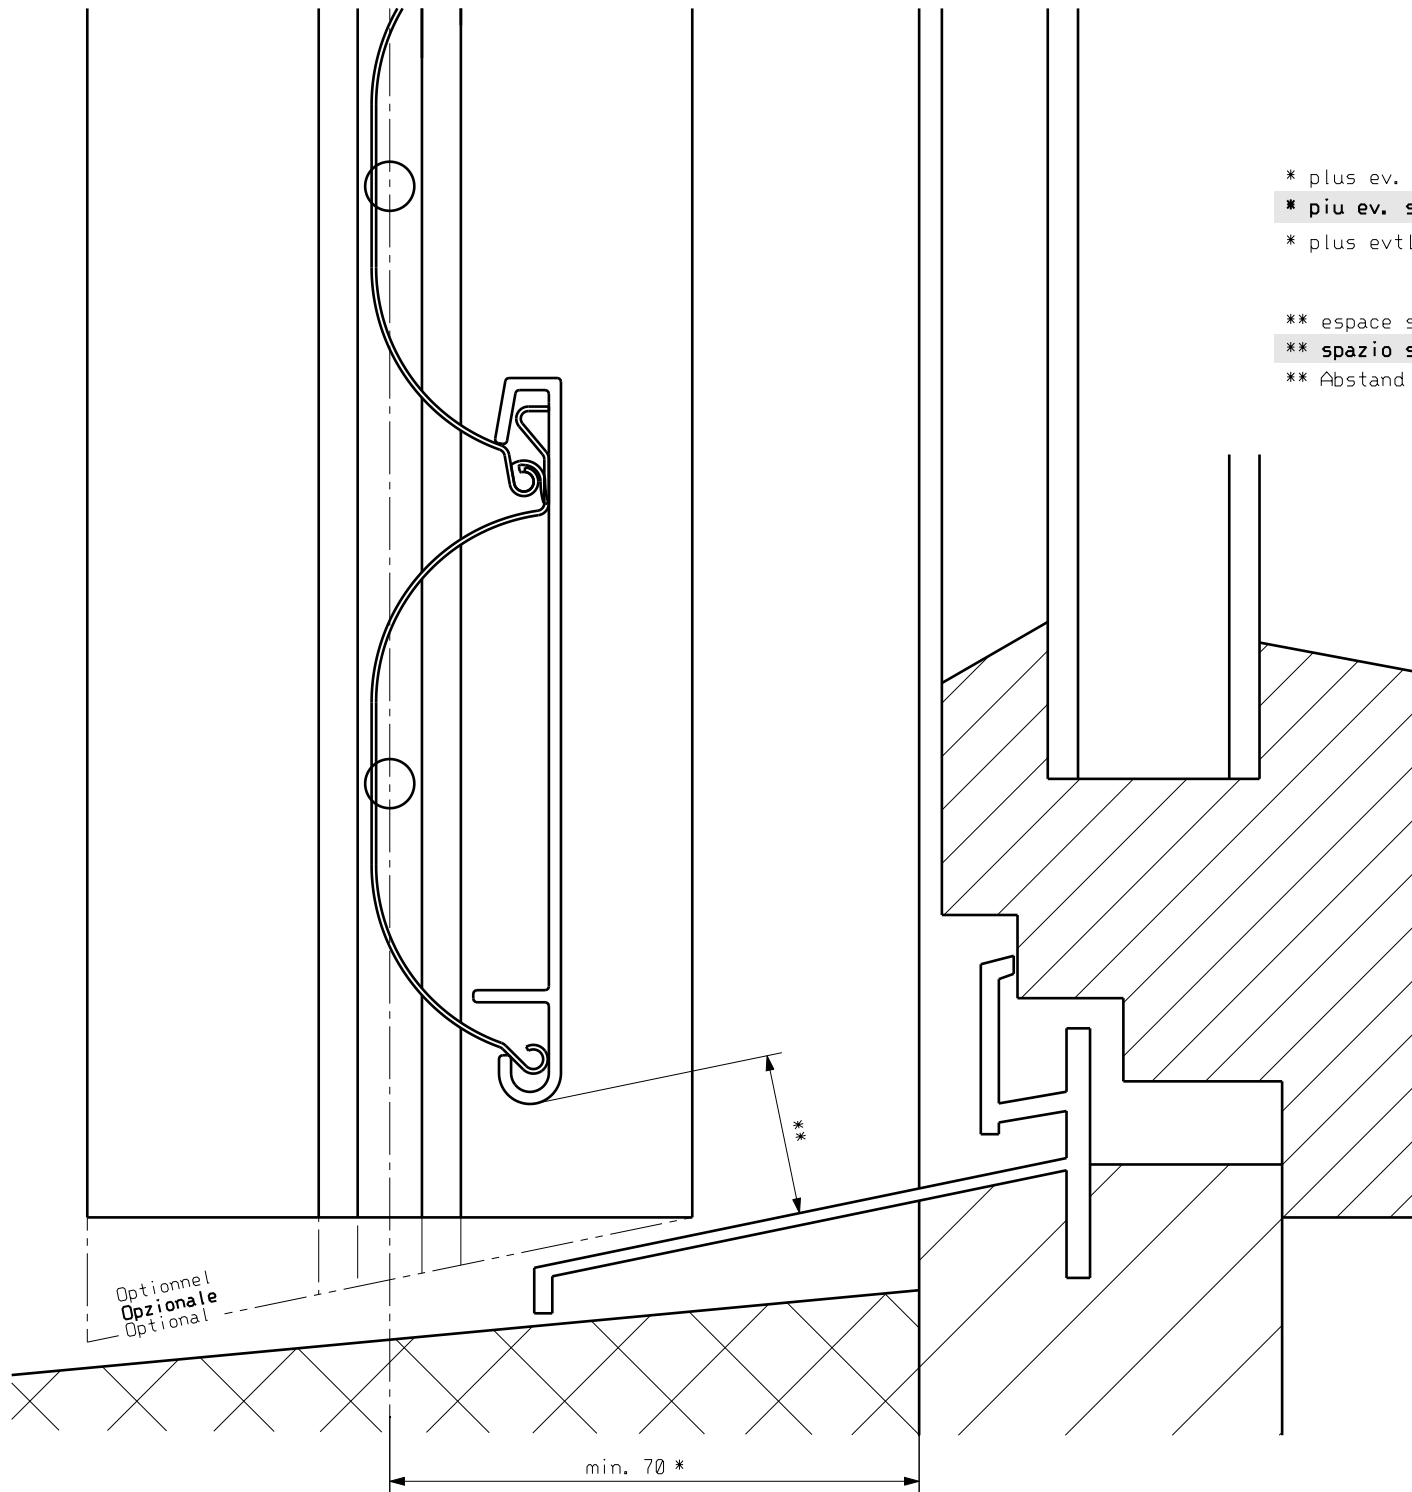 * plus ev.
* piu ev. s
* plus evtl
** espace s
** spazio s
** Abstand
**
Optionnel
Opzionale
Optional
min. 70 *